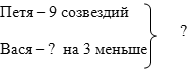 Петя – 9 созвездий
?
Вася – ? на 3 меньше